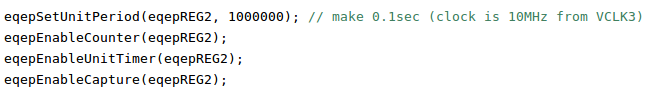 eqepSetUnitPeriod(eqepREG2, 1000000); // make 0.1sec (clock is 10MHz from VCLK3)
eqepEnableCounter(eqepREG2);
eqepEnableUnitTimer(eqepREG2);
eqepEnableCapture(eqepREG2);